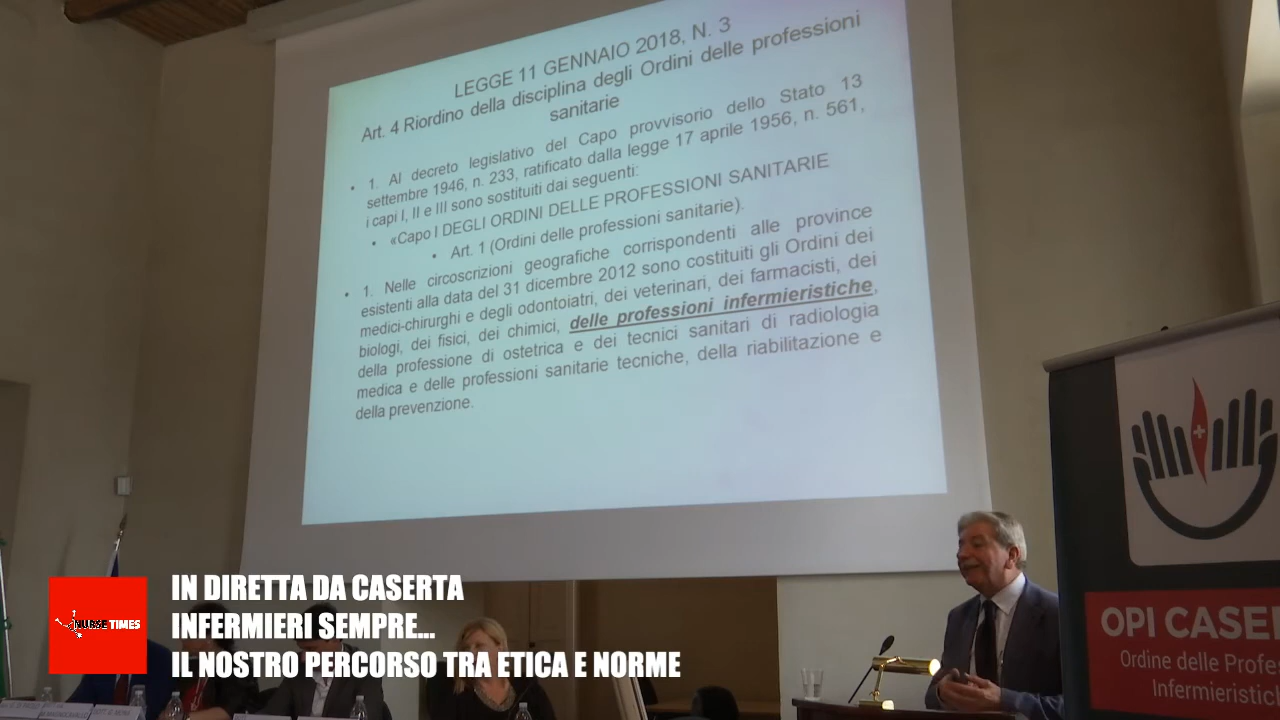 LEGGE 11 GENNAIO 2018, N. 3
Art. 4 Riordino della disciplina degli Ordini delle professioni
sanitarie
• 1. Al decreto legislativo del Capo provvisorio dello Stato 13
settembre 1946, n. 233, ratificato dalla legge 17 aprile 1956, n. 561,
i capi I, II e III sono sostituiti dai seguenti:
• «Capo I DEGLI ORDINI DELLE PROFESSIONI SANITARIE
• Art. 1 (Ordini delle professioni sanitarie).
• 1. Nelle circoscrizioni geografiche corrispondenti alle province
esistenti alla data del 31 dicembre 2012 sono costituiti gli Ordini dei
medici-chirurghi e degli odontoiatri, dei veterinari, dei farmacisti, dei
biologi, dei fisici, dei chimici, delle professioni infermieristiche,
della professione di ostetrica e dei tecnici sanitari di radiologia
medica e delle professioni sanitarie tecniche, della riabilitazione e
della prevenzione.
OPI CASE
Ordine delle Profe
Infermieristic
NURSE TIMES
IN DIRETTA DA CASERTA
INFERMIERI SEMPRE...
IL NOSTRO PERCORSO TRA ETICA E NORME